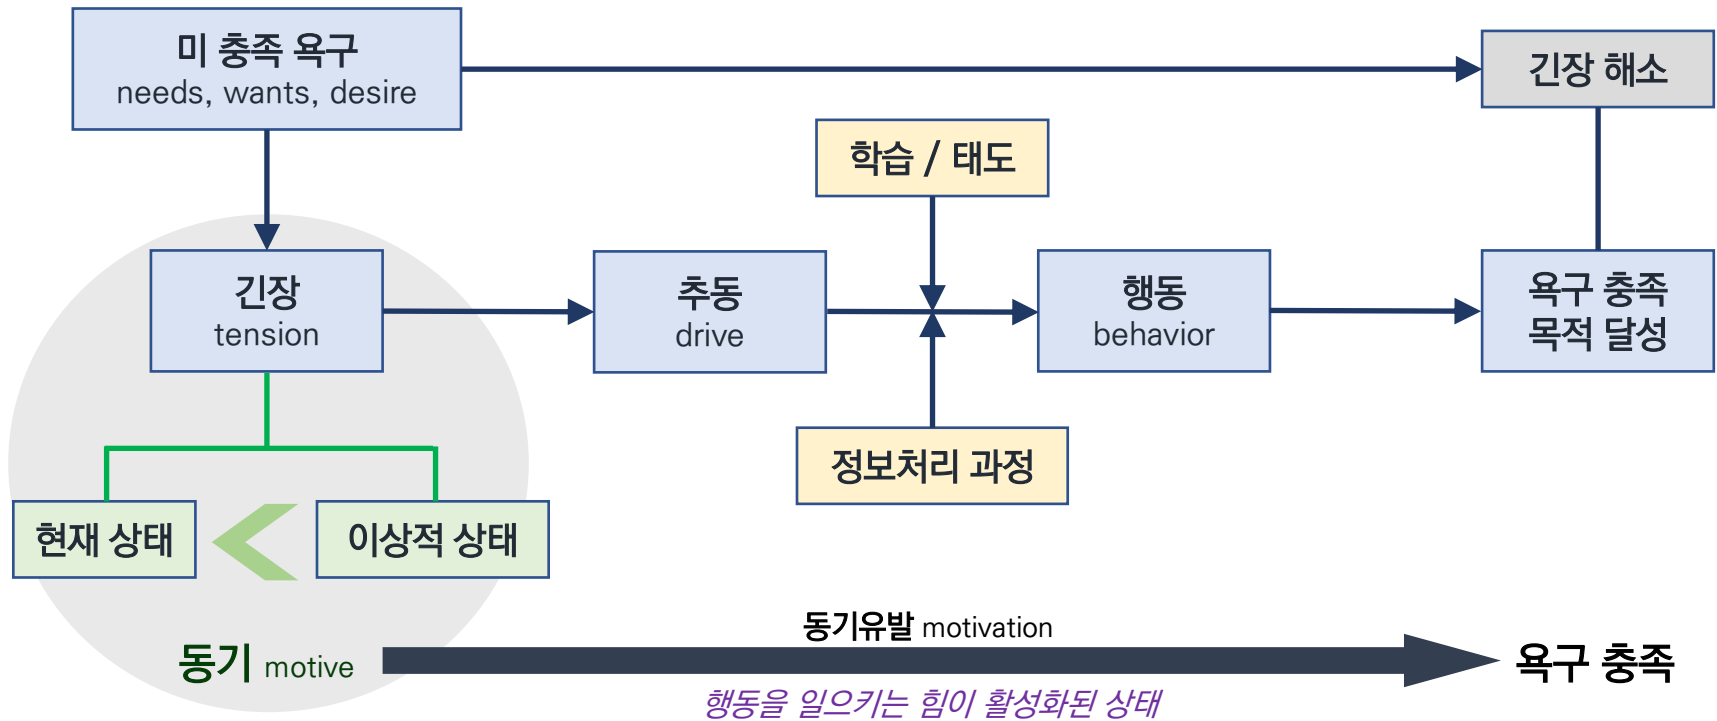 미 충족 욕구
needs, wants, desire
긴장 해소
학습 / 태도
긴장
tension
추동
drive
행동
behavior
욕구 충족
목적 달성
정보처리 과정
현재 상태
이상적 상태
동기유발 motivation
동기 motive
욕구 충족
행동을 일으키는 힘이 활성화된 상태